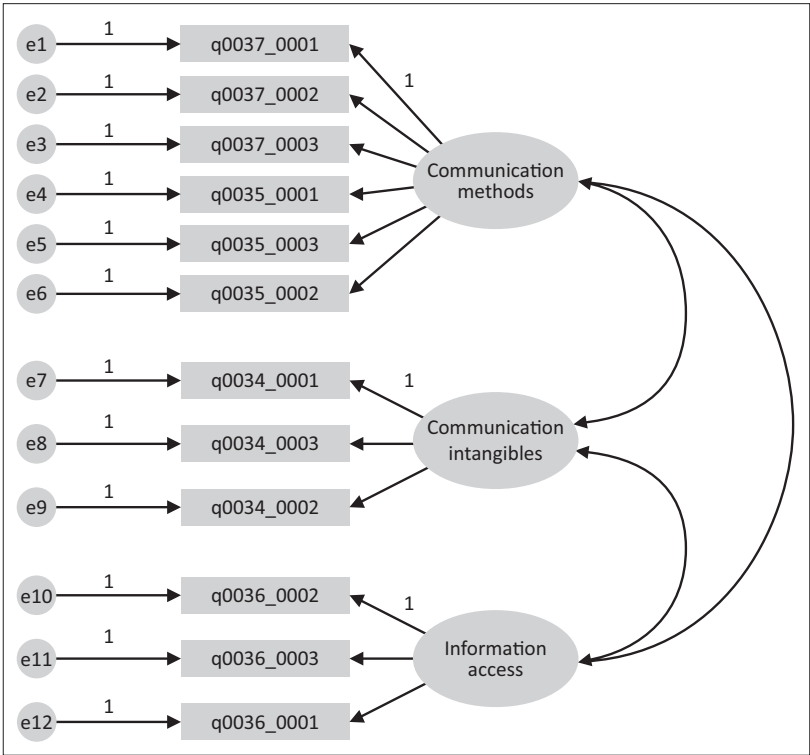 e1 1 q0037_0001
1
e2 1 q0037_0002
e3 1 q0037_0003
Communication
methods
e4 1 q0035_0001
e5 1 q0035_0003
e6 1 q0035_0002
e7 1 q0034_0001 1
Communication
intangibles
e8 1 q0034_0003
e9 1 q0034_0002
e10 1 q0036_0002 1
Information
access
e11 1 q0036_0003
e12 1 q0036_0001